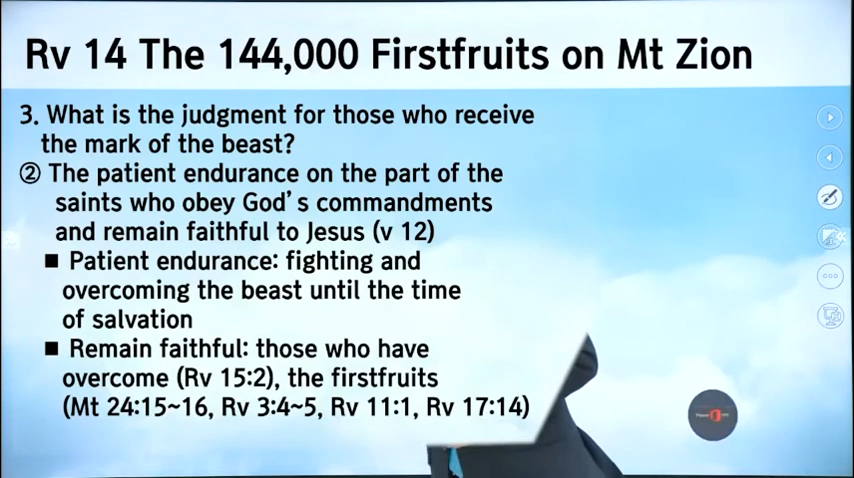 Rv 14 The 144,000 Firstfruits on Mt Zion
3. What is the judgment for those who receive
the mark of the beast?
② The patient endurance on the part of the
saints who obey God's commandments
and remain faithful to Jesus (v 12)
■ Patient endurance: fighting and
overcoming the beast until the time
of salvation
■ Remain faithful: those who have
overcome (Rv 15:2), the firstfruits
(Mt 24:15~16, Rv 3:4~5, Rv 11:1, Rv 17:14)